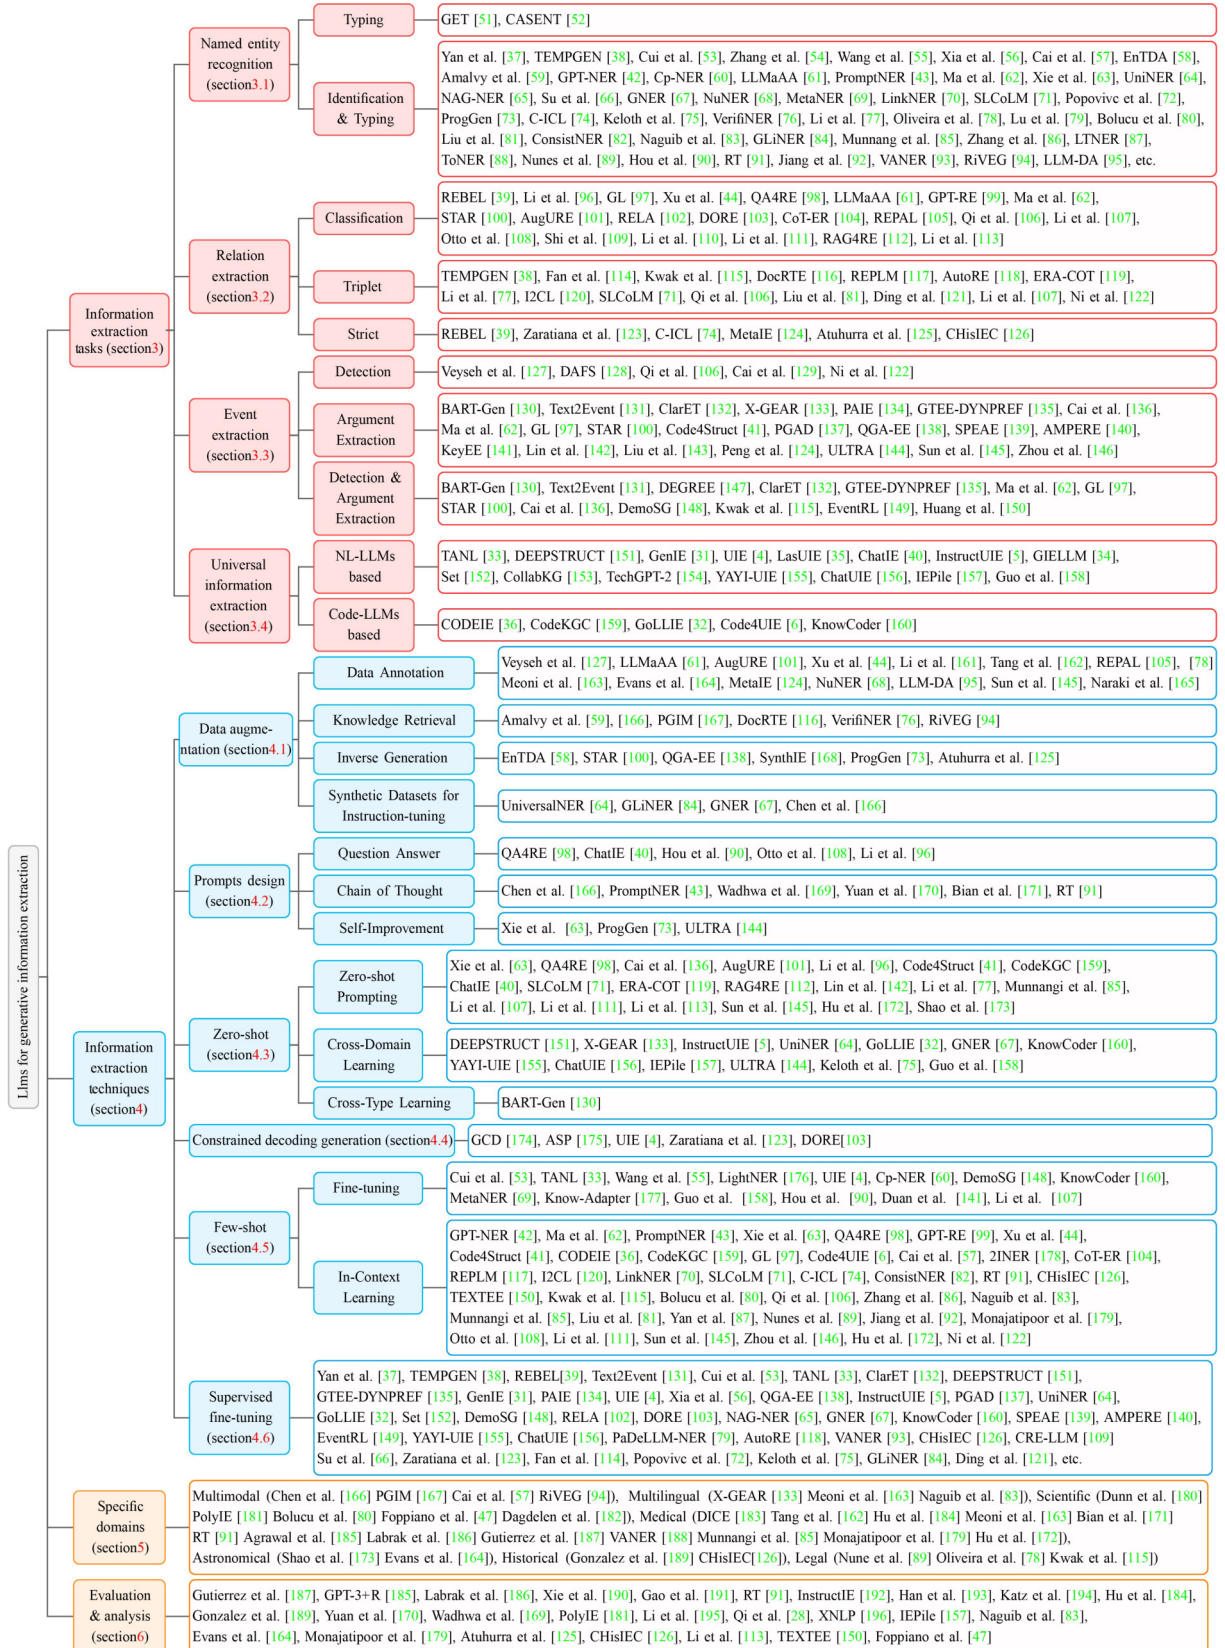 Llms for generative information extraction
Information
extraction
tasks (section3)
Named entity
recognition
(section3.1)
Typing
GET [51], CASENT [52]
Identification
& Typing
Yan et al. [37], TEMPGEN [38], Cui et al. [53], Zhang et al. [54], Wang et al. [55], Xia et al. [56], Cai et al. [57], EnTDA [58],
Amalvy et al. [59], GPT-NER [42], Cp-NER [60], LLMaAA [61], PromptNER [43], Ma et al. [62], Xie et al. [63], UniNER [64],
NAG-NER [65], Su et al. [66], GNER [67], NuNER [68], MetaNER [69], LinkNER [70], SLCoLM [71], Popovivc et al. [72],
ProgGen [73], C-ICL [74], Keloth et al. [75], VerifiNER [76], Li et al. [77], Oliveira et al. [78], Lu et al. [79], Bolucu et al. [80],
Liu et al. [81], ConsistNER [82], Naguib et al. [83], GLiNER [84], Munnang et al. [85], Zhang et al. [86], LTNER [87],
ToNER [88], Nunes et al. [89], Hou et al. [90], RT [91], Jiang et al. [92], VANER [93], RiVEG [94], LLM-DA [95], etc.
Relation
extraction
(section3.2)
Classification
REBEL [39], Li et al. [96], GL [97], Xu et al. [44], QA4RE [98], LLMaAA [61], GPT-RE [99], Ma et al. [62],
STAR [100], AugURE [101], RELA [102], DORE [103], CoT-ER [104], REPAL [105], Qi et al. [106], Li et al. [107],
Otto et al. [108], Shi et al. [109], Li et al. [110], Li et al. [111], RAG4RE [112], Li et al. [113]
Triplet
TEMPGEN [38], Fan et al. [114], Kwak et al. [115], DocRTE [116], REPLM [117], AutoRE [118], ERA-COT [119],
Li et al. [77], I2CL [120], SLCoLM [71], Qi et al. [106], Liu et al. [81], Ding et al. [121], Li et al. [107], Ni et al. [122]
Strict
REBEL [39], Zaratiana et al. [123], C-ICL [74], MetaIE [124], Atuhurra et al. [125], CHisIEC [126]
Event
extraction
(section3.3)
Detection
Veyseh et al. [127], DAFS [128], Qi et al. [106], Cai et al. [129], Ni et al. [122]
Argument
Extraction
BART-Gen [130], Text2Event [131], ClarET [132], X-GEAR [133], PAIE [134], GTEE-DYNPREF [135], Cai et al. [136],
Ma et al. [62], GL [97], STAR [100], Code4Struct [41], PGAD [137], QGA-EE [138], SPEAE [139], AMPERE [140],
KeyEE [141], Lin et al. [142], Liu et al. [143], Peng et al. [124], ULTRA [144], Sun et al. [145], Zhou et al. [146]
Detection &
Argument
Extraction
BART-Gen [130], Text2Event [131], DEGREE [147], ClarET [132], GTEE-DYNPREF [135], Ma et al. [62], GL [97],
STAR [100], Cai et al. [136], DemoSG [148], Kwak et al. [115], EventRL [149], Huang et al. [150]
Universal
information
extraction
(section3.4)
NL-LLMs
based
TANL [33], DEEPSTRUCT [151], GenIE [31], UIE [4], LasUIE [35], ChatIE [40], InstructUIE [5], GIELLM [34],
Set [152], CollabKG [153], TechGPT-2 [154], YAYI-UIE [155], ChatUIE [156], IEPile [157], Guo et al. [158]
Code-LLMs
based
CODEIE [36], CodeKGC [159], GoLLIE [32], Code4UIE [6], KnowCoder [160]
Information
extraction
techniques
(section4)
Data augme-
ntation (section4.1)
Data Annotation
Veyseh et al. [127], LLMaAA [61], AugURE [101], Xu et al. [44], Li et al. [161], Tang et al. [162], REPAL [105], [78]
Meoni et al. [163], Evans et al. [164], MetaIE [124], NuNER [68], LLM-DA [95], Sun et al. [145], Naraki et al. [165]
Knowledge Retrieval
Amalvy et al. [59], [166], PGIM [167], DocRTE [116], VerifiNER [76], RiVEG [94]
Inverse Generation
EnTDA [58], STAR [100], QGA-EE [138], SynthIE [168], ProgGen [73], Atuhurra et al. [125]
Synthetic Datasets for
Instruction-tuning
UniversalNER [64], GLiNER [84], GNER [67], Chen et al. [166]
Prompts design
(section4.2)
Question Answer
QA4RE [98], ChatIE [40], Hou et al. [90], Otto et al. [108], Li et al. [96]
Chain of Thought
Chen et al. [166], PromptNER [43], Wadhwa et al. [169], Yuan et al. [170], Bian et al. [171], RT [91]
Self-Improvement
Xie et al. [63], ProgGen [73], ULTRA [144]
Zero-shot
(section4.3)
Zero-shot
Prompting
Xie et al. [63], QA4RE [98], Cai et al. [136], AugURE [101], Li et al. [96], Code4Struct [41], CodeKGC [159],
ChatIE [40], SLCoLM [71], ERA-COT [119], RAG4RE [112], Lin et al. [142], Li et al. [77], Munnangi et al. [85],
Li et al. [107], Li et al. [111], Li et al. [113], Sun et al. [145], Hu et al. [172], Shao et al. [173]
Cross-Domain
Learning
DEEPSTRUCT [151], X-GEAR [133], InstructUIE [5], UniNER [64], GoLLIE [32], GNER [67], KnowCoder [160],
YAYI-UIE [155], ChatUIE [156], IEPile [157], ULTRA [144], Keloth et al. [75], Guo et al. [158]
Cross-Type Learning
BART-Gen [130]
Constrained decoding generation (section4.4)
GCD [174], ASP [175], UIE [4], Zaratiana et al. [123], DORE[103]
Few-shot
(section4.5)
Fine-tuning
Cui et al. [53], TANL [33], Wang et al. [55], LightNER [176], UIE [4], Cp-NER [60], DemoSG [148], KnowCoder [160],
MetaNER [69], Know-Adapter [177], Guo et al. [158], Hou et al. [90], Duan et al. [141], Li et al. [107]
In-Context
Learning
GPT-NER [42], Ma et al. [62], PromptNER [43], Xie et al. [63], QA4RE [98], GPT-RE [99], Xu et al. [44],
Code4Struct [41], CODEIE [36], CodeKGC [159], GL [97], Code4UIE [6], Cai et al. [57], 2INER [178], CoT-ER [104],
REPLM [117], I2CL [120], LinkNER [70], SLCoLM [71], C-ICL [74], ConsistNER [82], RT [91], CHisIEC [126],
TEXTEE [150], Kwak et al. [115], Bolucu et al. [80], Qi et al. [106], Zhang et al. [86], Naguib et al. [83],
Munnangi et al. [85], Liu et al. [81], Yan et al. [87], Nunes et al. [89], Jiang et al. [92], Monajatipoor et al. [179],
Otto et al. [108], Li et al. [111], Sun et al. [145], Zhou et al. [146], Hu et al. [172], Ni et al. [122]
Supervised
fine-tuning
(section4.6)
Yan et al. [37], TEMPGEN [38], REBEL[39], Text2Event [131], Cui et al. [53], TANL [33], ClarET [132], DEEPSTRUCT [151],
GTEE-DYNPREF [135], GenIE [31], PAIE [134], UIE [4], Xia et al. [56], QGA-EE [138], InstructUIE [5], PGAD [137], UniNER [64],
GoLLIE [32], Set [152], DemoSG [148], RELA [102], DORE [103], NAG-NER [65], GNER [67], KnowCoder [160], SPEAE [139], AMPERE [140],
EventRL [149], YAYI-UIE [155], ChatUIE [156], PaDeLLM-NER [79], AutoRE [118], VANER [93], CHisIEC [126], CRE-LLM [109]
Su et al. [66], Zaratiana et al. [123], Fan et al. [114], Popovivc et al. [72], Keloth et al. [75], GLiNER [84], Ding et al. [121], etc.
Specific
domains
(section5)
Multimodal (Chen et al. [166] PGIM [167] Cai et al. [57] RiVEG [94]), Multilingual (X-GEAR [133] Meoni et al. [163] Naguib et al. [83]), Scientific (Dunn et al. [180]
PolyIE [181] Bolucu et al. [80] Foppiano et al. [47] Dagdelen et al. [182]), Medical (DICE [183] Tang et al. [162] Hu et al. [184] Meoni et al. [163] Bian et al. [171]
RT [91] Agrawal et al. [185] Labrak et al. [186] Gutierrez et al. [187] VANER [188] Munnangi et al. [85] Monajatipoor et al. [179] Hu et al. [172]),
Astronomical (Shao et al. [173] Evans et al. [164]), Historical (Gonzalez et al. [189] CHisIEC[126]), Legal (Nune et al. [89] Oliveira et al. [78] Kwak et al. [115])
Evaluation
& analysis
(section6)
Gutierrez et al. [187], GPT-3+R [185], Labrak et al. [186], Xie et al. [190], Gao et al. [191], RT [91], InstructIE [192], Han et al. [193], Katz et al. [194], Hu et al. [184],
Gonzalez et al. [189], Yuan et al. [170], Wadhwa et al. [169], PolyIE [181], Li et al. [195], Qi et al. [28], XNLP [196], IEPile [157], Naguib et al. [83],
Evans et al. [164], Monajatipoor et al. [179], Atuhurra et al. [125], CHisIEC [126], Li et al. [113], TEXTEE [150], Foppiano et al. [47]